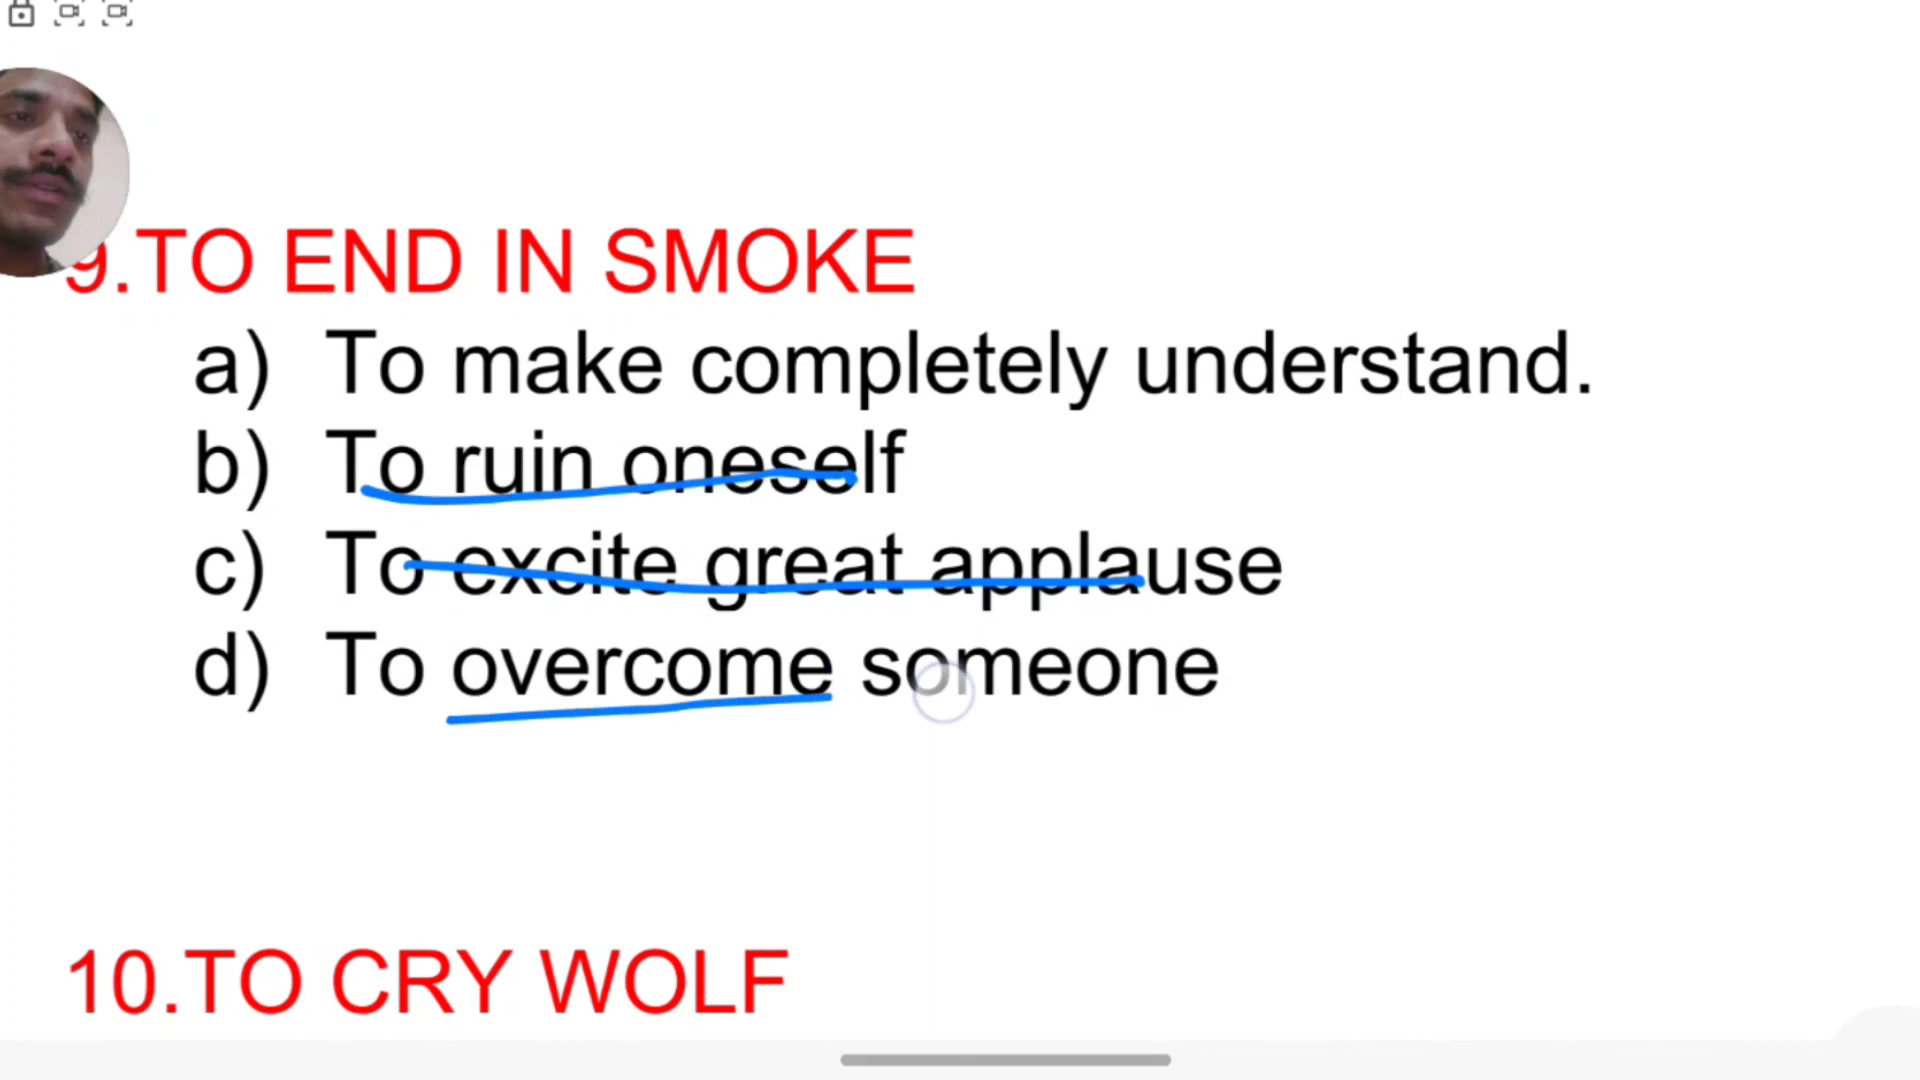 9.TO END IN SMOKE
a) To make completely understand.
b) To ruin oneself
c) To excite great applause
d) To overcome someone
10.TO CRY WOLF